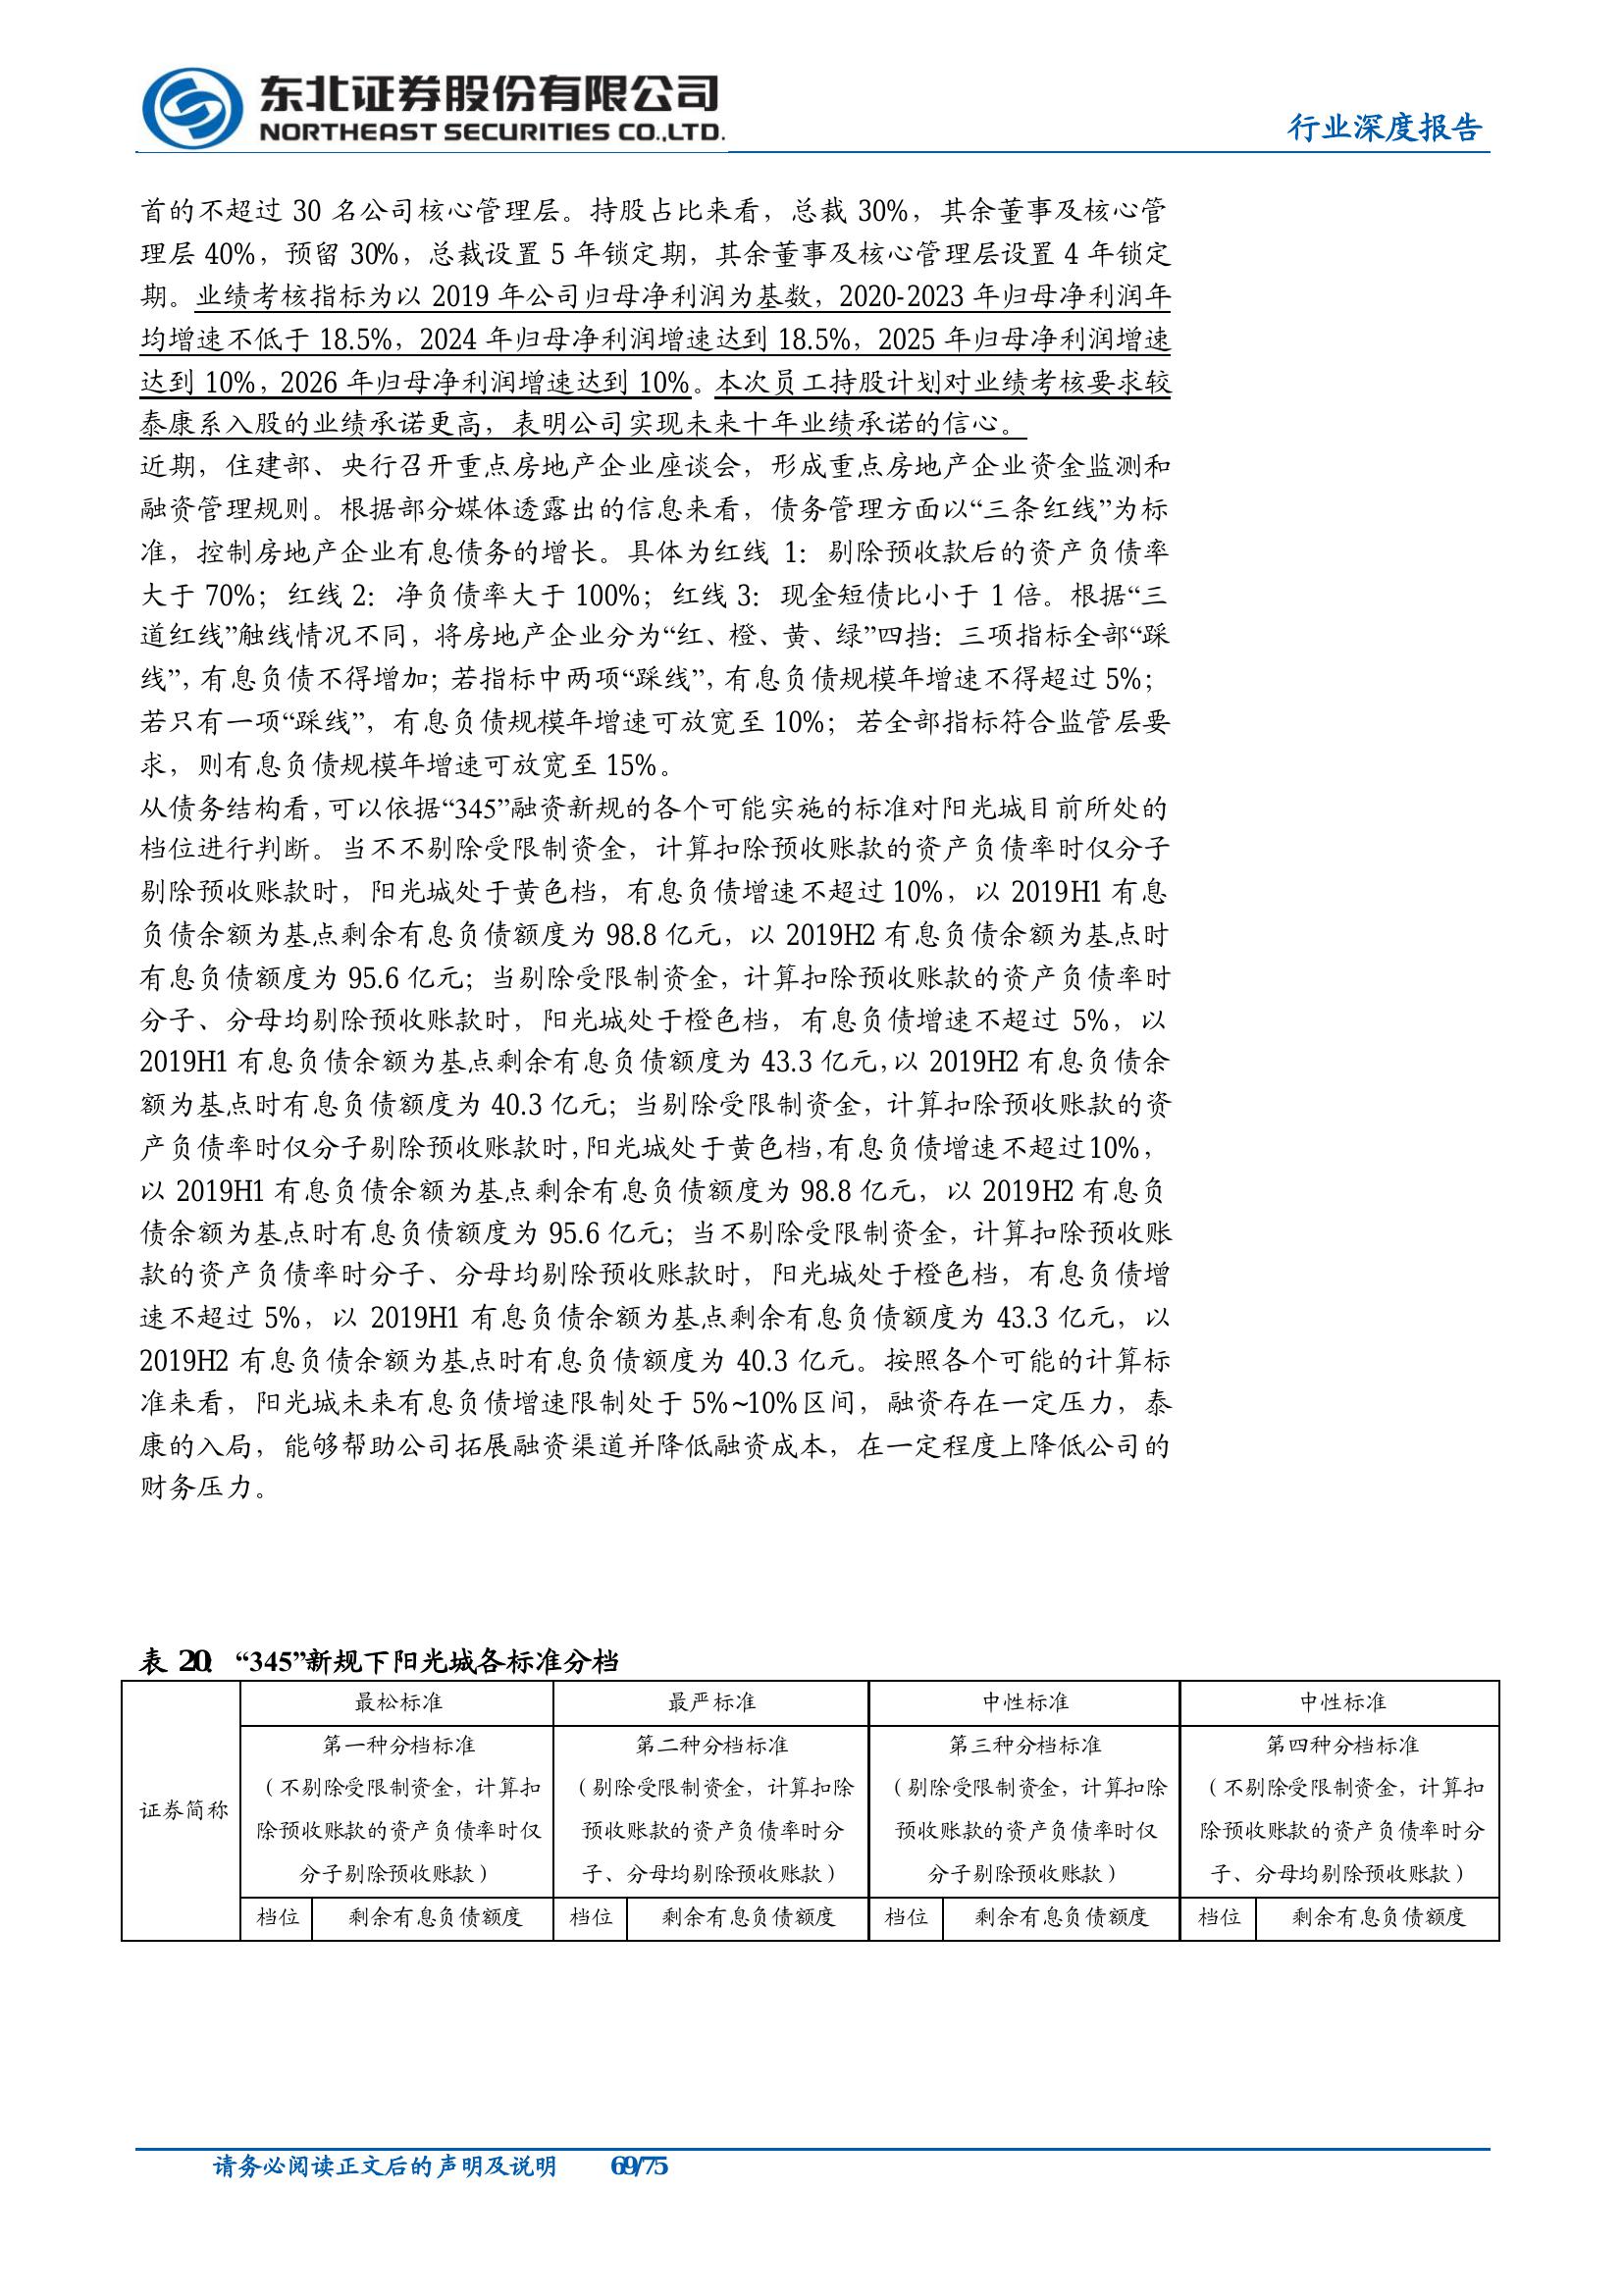 东北证券股份有限公司
NORTHEAST SECURITIES CO.,LTD.
行业深度报告
首的不超过 30 名公司核心管理层。持股占比来看，总裁 30%，其余董事及核心管
理层 40%，预留 30%，总裁设置 5 年锁定期，其余董事及核心管理层设置 4 年锁定
期。业绩考核指标为以 2019 年公司归母净利润为基数，2020-2023 年归母净利润年
均增速不低于 18.5%，2024 年归母净利润增速达到 18.5%，2025 年归母净利润增速
达到 10%，2026 年归母净利润增速达到 10%。本次员工持股计划对业绩考核要求较
泰康系入股的业绩承诺更高，表明公司实现未来十年业绩承诺的信心。
近期，住建部、央行召开重点房地产企业座谈会，形成重点房地产企业资金监测和
融资管理规则。根据部分媒体透露出的信息来看，债务管理方面以“三条红线”为标
准，控制房地产企业有息债务的增长。具体为红线 1：剔除预收款后的资产负债率
大于 70%；红线 2：净负债率大于 100%；红线 3：现金短债比小于 1 倍。根据“三
道红线”触线情况不同，将房地产企业分为“红、橙、黄、绿”四挡：三项指标全部“踩
线”，有息负债不得增加；若指标中两项“踩线”，有息负债规模年增速不得超过 5%；
若只有一项“踩线”，有息负债规模年增速可放宽至 10%；若全部指标符合监管层要
求，则有息负债规模年增速可放宽至 15%。
从债务结构看，可以依据“345”融资新规的各个可能实施的标准对阳光城目前所处的
档位进行判断。当不不剔除受限制资金，计算扣除预收账款的资产负债率时仅分子
剔除预收账款时，阳光城处于黄色档，有息负债增速不超过 10%，以 2019H1 有息
负债余额为基点剩余有息负债额度为 98.8 亿元，以 2019H2 有息负债余额为基点时
有息负债额度为 95.6 亿元；当剔除受限制资金，计算扣除预收账款的资产负债率时
分子、分母均剔除预收账款时，阳光城处于橙色档，有息负债增速不超过 5%，以
2019H1 有息负债余额为基点剩余有息负债额度为 43.3 亿元，以 2019H2 有息负债余
额为基点时有息负债额度为 40.3 亿元；当剔除受限制资金，计算扣除预收账款的资
产负债率时仅分子剔除预收账款时，阳光城处于黄色档，有息负债增速不超过 10%，
以 2019H1 有息负债余额为基点剩余有息负债额度为 98.8 亿元，以 2019H2 有息负
债余额为基点时有息负债额度为 95.6 亿元；当不剔除受限制资金，计算扣除预收账
款的资产负债率时分子、分母均剔除预收账款时，阳光城处于橙色档，有息负债增
速不超过 5%，以 2019H1 有息负债余额为基点剩余有息负债额度为 43.3 亿元，以
2019H2 有息负债余额为基点时有息负债额度为 40.3 亿元。按照各个可能的计算标
准来看，阳光城未来有息负债增速限制处于 5%~10%区间，融资存在一定压力，泰
康的入局，能够帮助公司拓展融资渠道并降低融资成本，在一定程度上降低公司的
财务压力。
表 20：“345”新规下阳光城各标准分档
证券简称 最松标准 最严标准 中性标准 中性标准
第一种分档标准 第二种分档标准 第三种分档标准 第四种分档标准
（不剔除受限制资金，计算扣 （剔除受限制资金，计算扣除 （剔除受限制资金，计算扣除 （不剔除受限制资金，计算扣
除预收账款的资产负债率时仅 预收账款的资产负债率时分 预收账款的资产负债率时仅 除预收账款的资产负债率时分
分子剔除预收账款） 子、分母均剔除预收账款） 分子剔除预收账款） 子、分母均剔除预收账款）
档位 剩余有息负债额度 档位 剩余有息负债额度 档位 剩余有息负债额度 档位 剩余有息负债额度
请务必阅读正文后的声明及说明 69/75